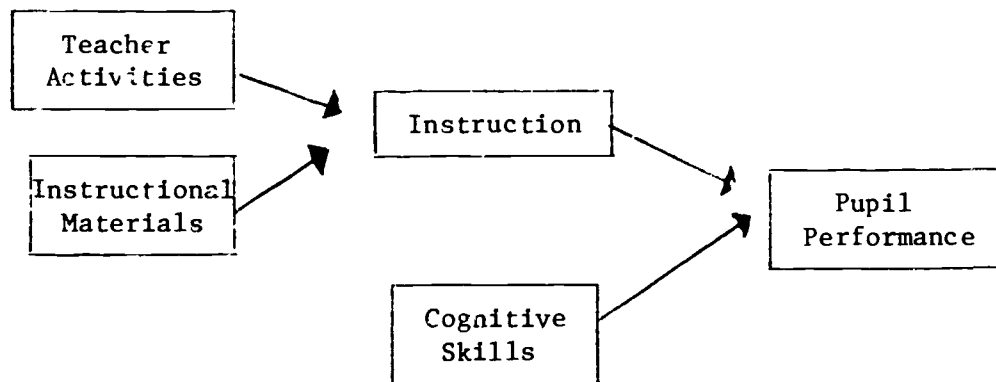 Teacher
Activities
Instructional
Materials
Instruction
Pupil
Performance
Cognitive
Skills